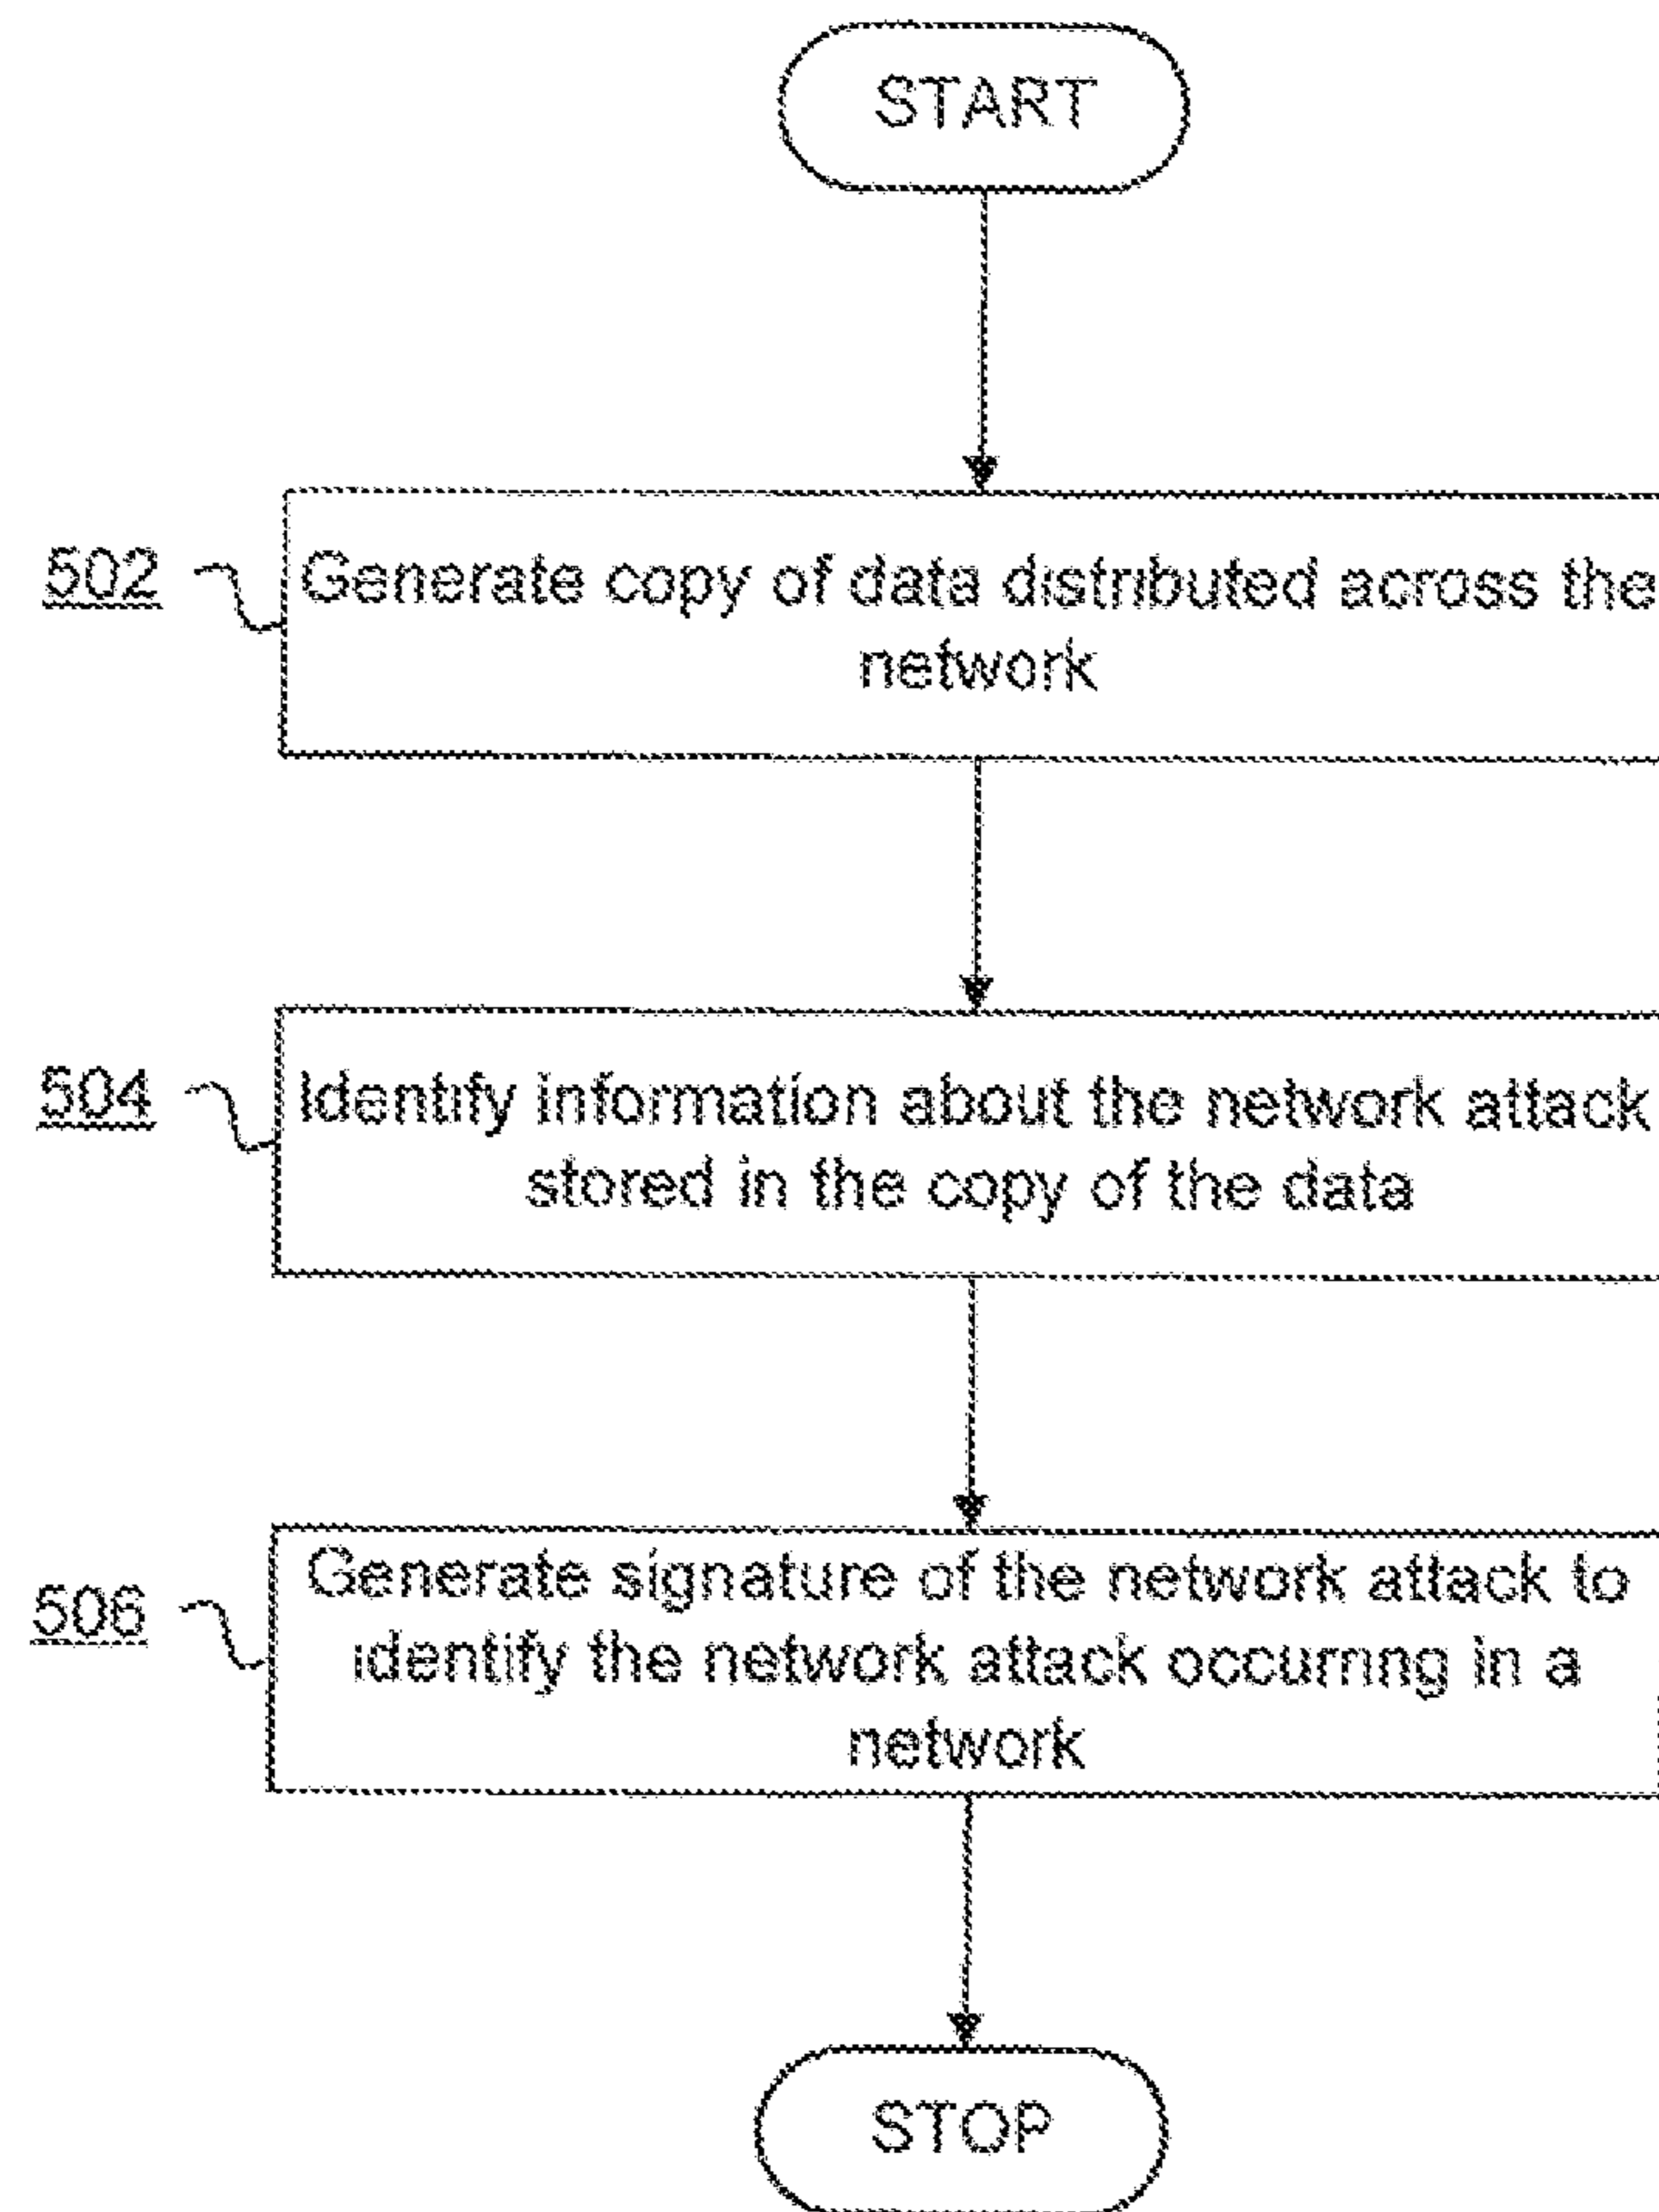 START
502
Generate copy of data distributed across the
network
504
Identify information about the network attack
stored in the copy of the data
506
Generate signature of the network attack to
identify the network attack occurring in a
network
STOP